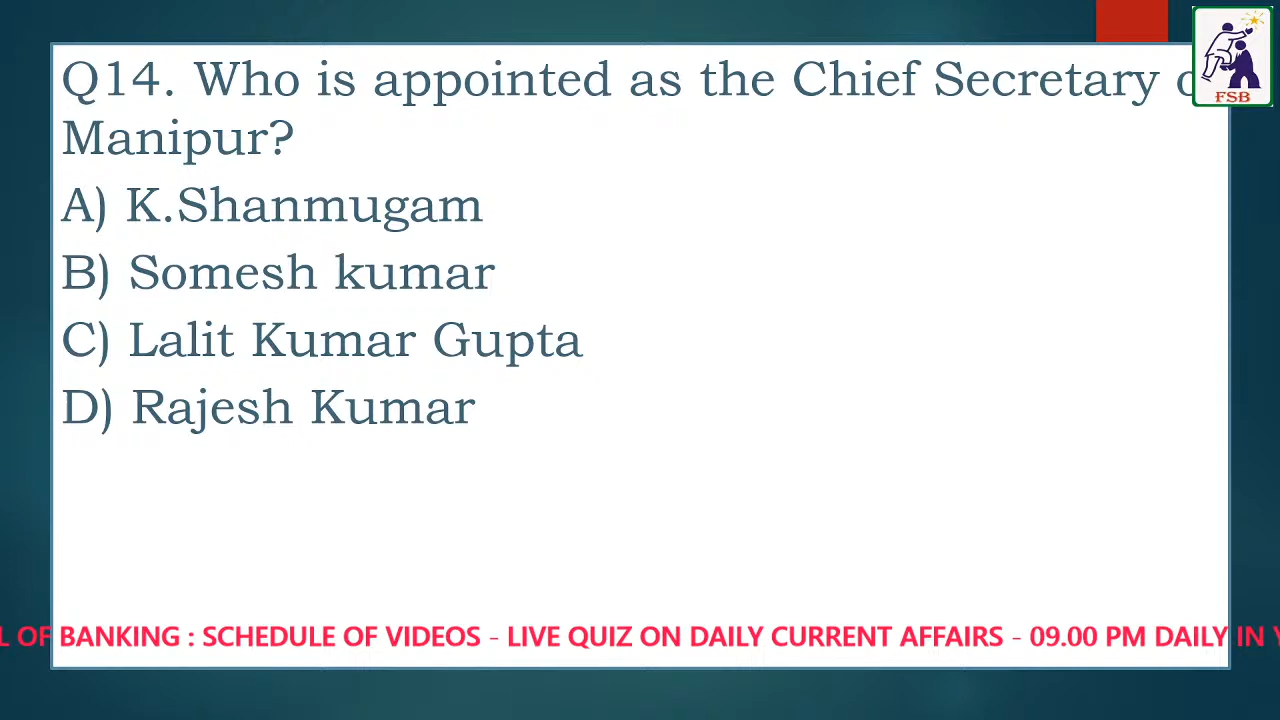 Q14. Who is appointed as the Chief Secretary
Manipur?
A) K.Shanmugam
B) Somesh kumar
C) Lalit Kumar Gupta
D) Rajesh Kumar
FSB
OF BANKING : SCHEDULE OF VIDEOS - LIVE QUIZ ON DAILY CURRENT AFFAIRS - 09.00 PM DAILY IN